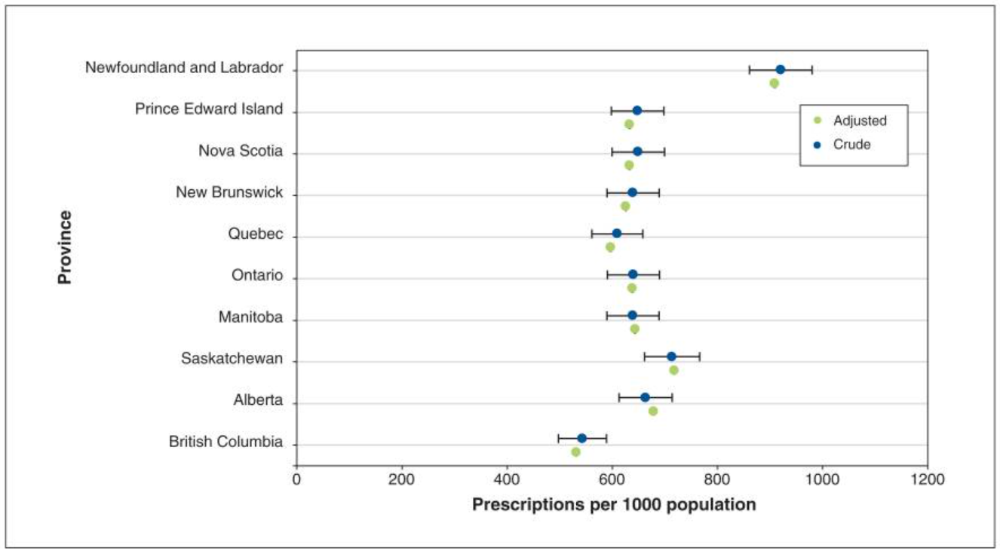 Newfoundland and Labrador
Prince Edward Island
Nova Scotia
New Brunswick
Quebec
Ontario
Manitoba
Saskatchewan
Alberta
British Columbia
Province
Adjusted
Crude
0 200 400 600 800 1000 1200
Prescriptions per 1000 population